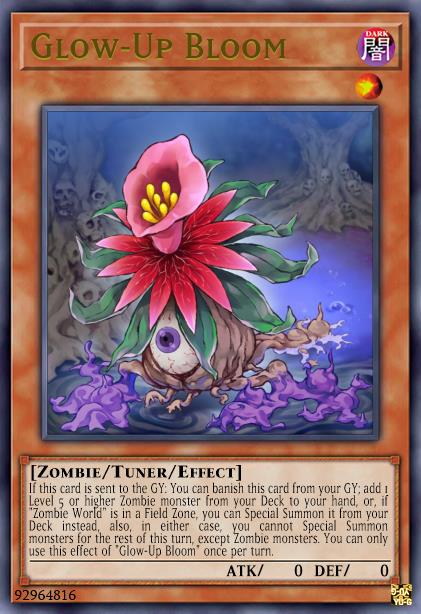 Glow-Up Bloom
DARK
闇
[Zombie/Tuner/Effect]
If this card is sent to the GY: You can banish this card from your GY; add 1
Level 5 or higher Zombie monster from your Deck to your hand, or, if
"Zombie World" is in a Field Zone, you can Special Summon it from your
Deck instead, also, in either case, you cannot Special Summon
monsters for the rest of this turn, except Zombie monsters. You can only
use this effect of "Glow-Up Bloom" once per turn.
ATK/ 0 DEF/ 0
92964816